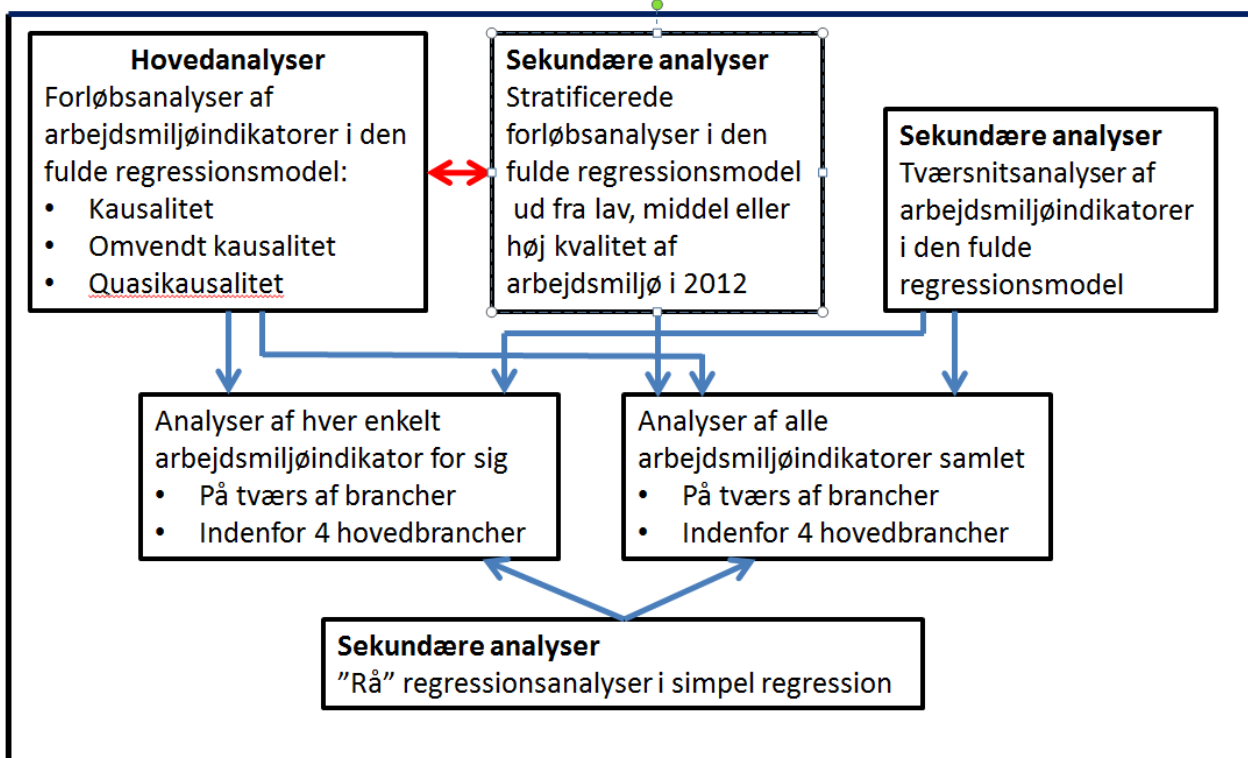 Hovedanalyser
Forløbsanalyser af
arbejdsmiljøindikatorer i den
fulde regressionsmodel:
• Kausalitet
• Omvendt kausalitet
• Quasikausalitet
Sekundære analyser
Stratificerede
forløbsanalyser i den
fulde regressionsmodel
ud fra lav, middel eller
høj kvalitet af
arbejdsmiljø i 2012
Sekundære analyser
Tværsnitsanalyser af
arbejdsmiljøindikatorer
i den fulde
regressionsmodel
Analyser af hver enkelt
arbejdsmiljøindikator for sig
• På tværs af brancher
• Indenfor 4 hovedbrancher
Analyser af alle
arbejdsmiljøindikatorer samlet
• På tværs af brancher
• Indenfor 4 hovedbrancher
Sekundære analyser
”Rå” regressionsanalyser i simpel regression